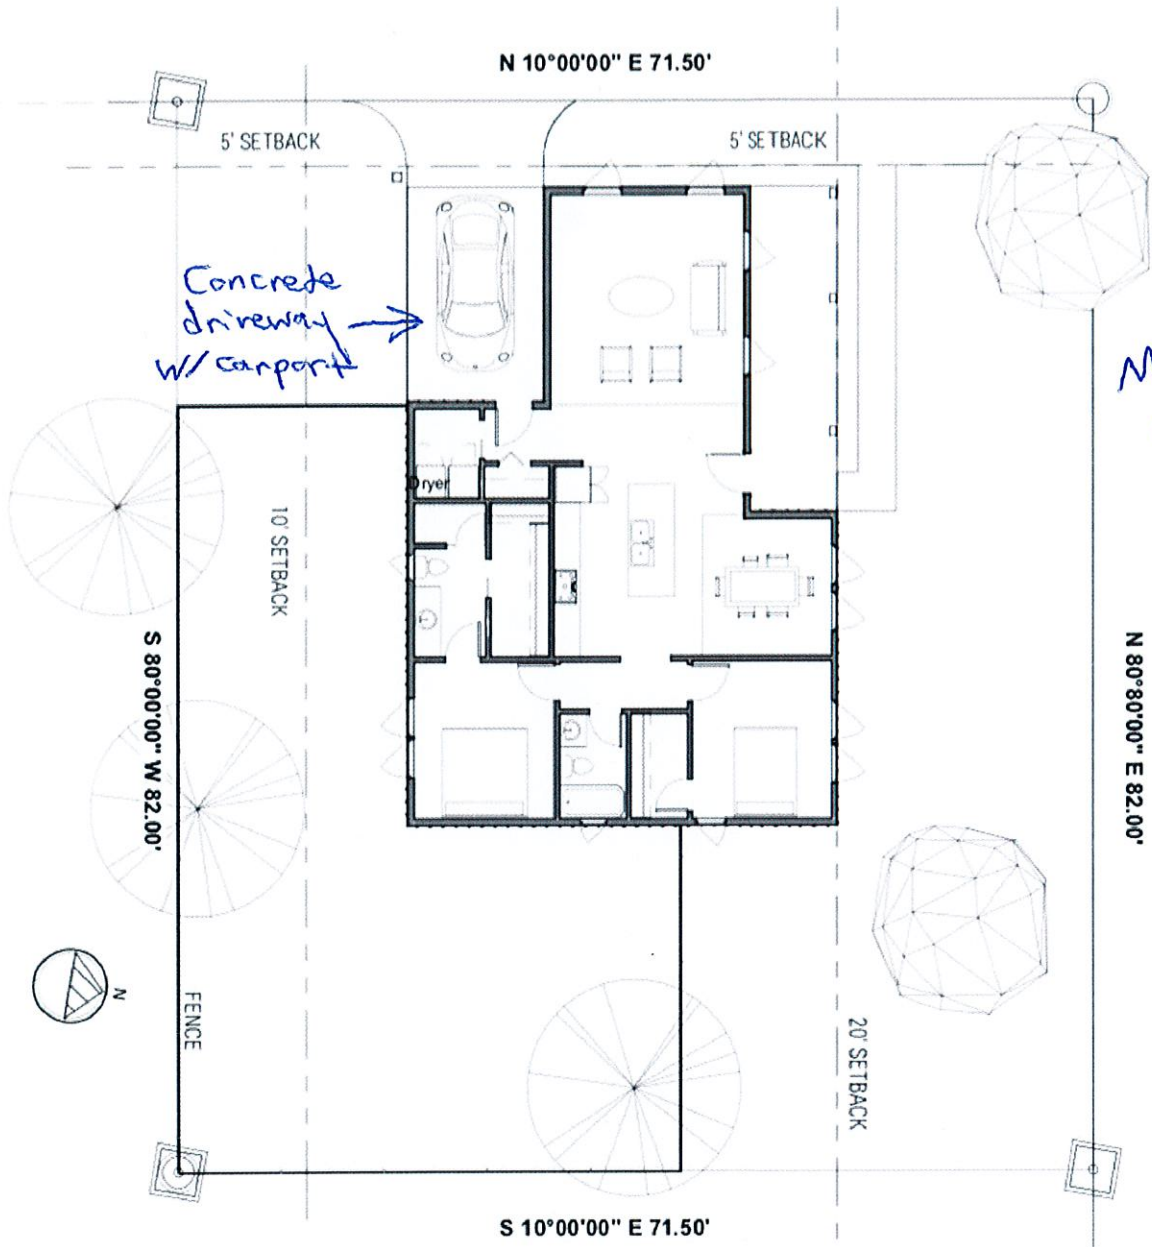 N 10°00'00" E 71.50'
5' SETBACK
5' SETBACK
Concrete
driveway
w/ carport
Dryer
10' SETBACK
S 80°00'00" W 82.00'
N 80°80'00" E 82.00'
N
FENCE
20' SETBACK
S 10°00'00" E 71.50'